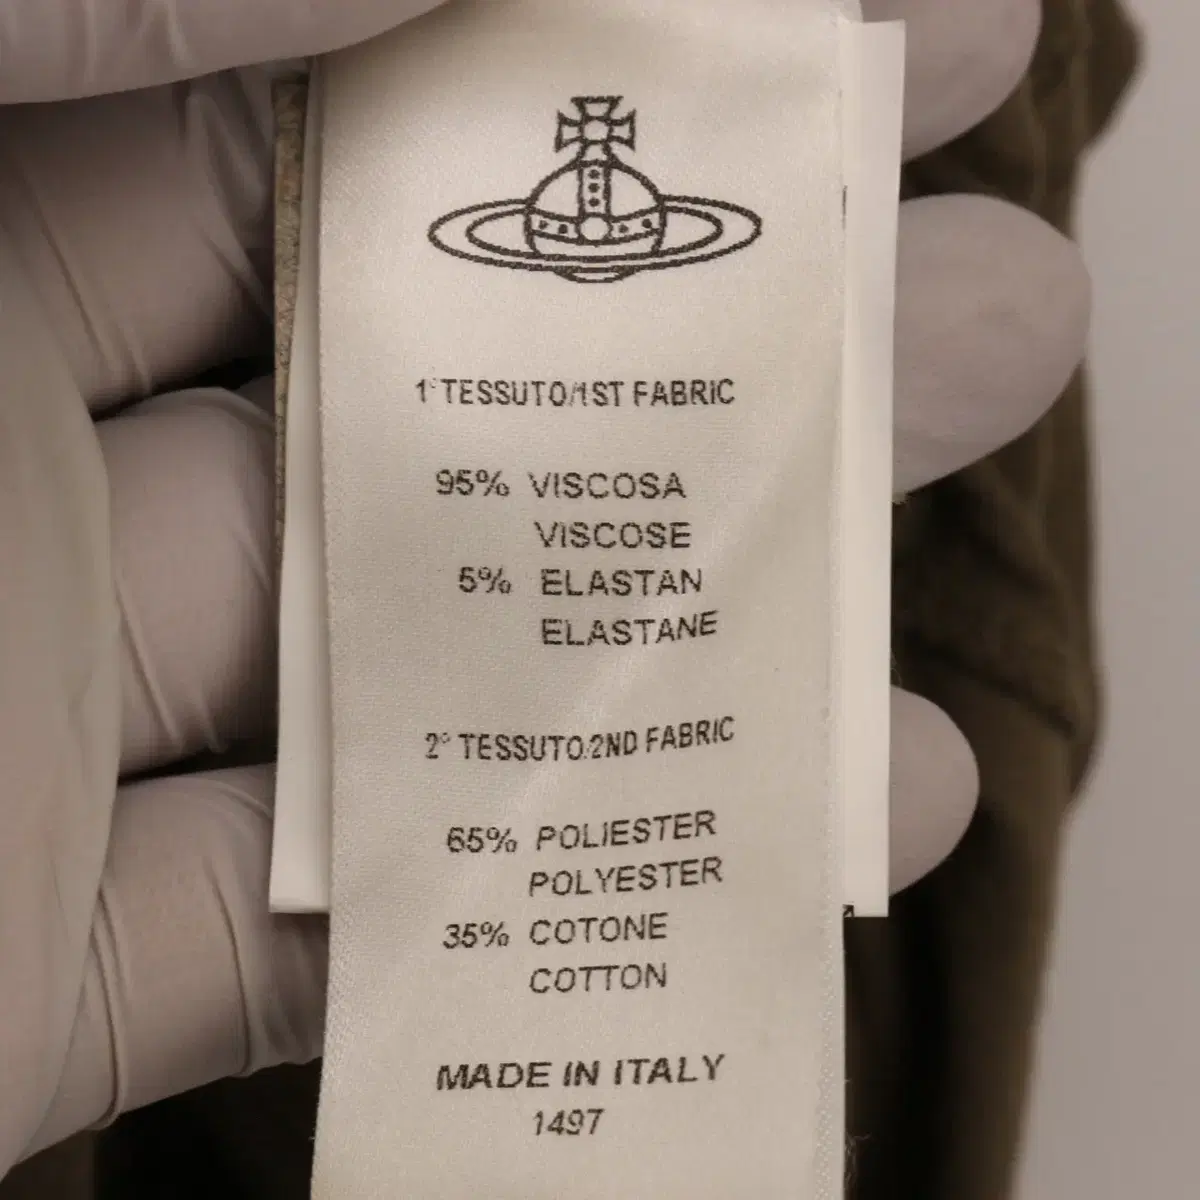 1° TESSUTO/1ST FABRIC
95% VISCOSA
VISCOSE
5% ELASTAN
ELASTANE
2° TESSUTO/2ND FABRIC
65% POLIESTER
POLYESTER
35% COTONE
COTTON
MADE IN ITALY
1497